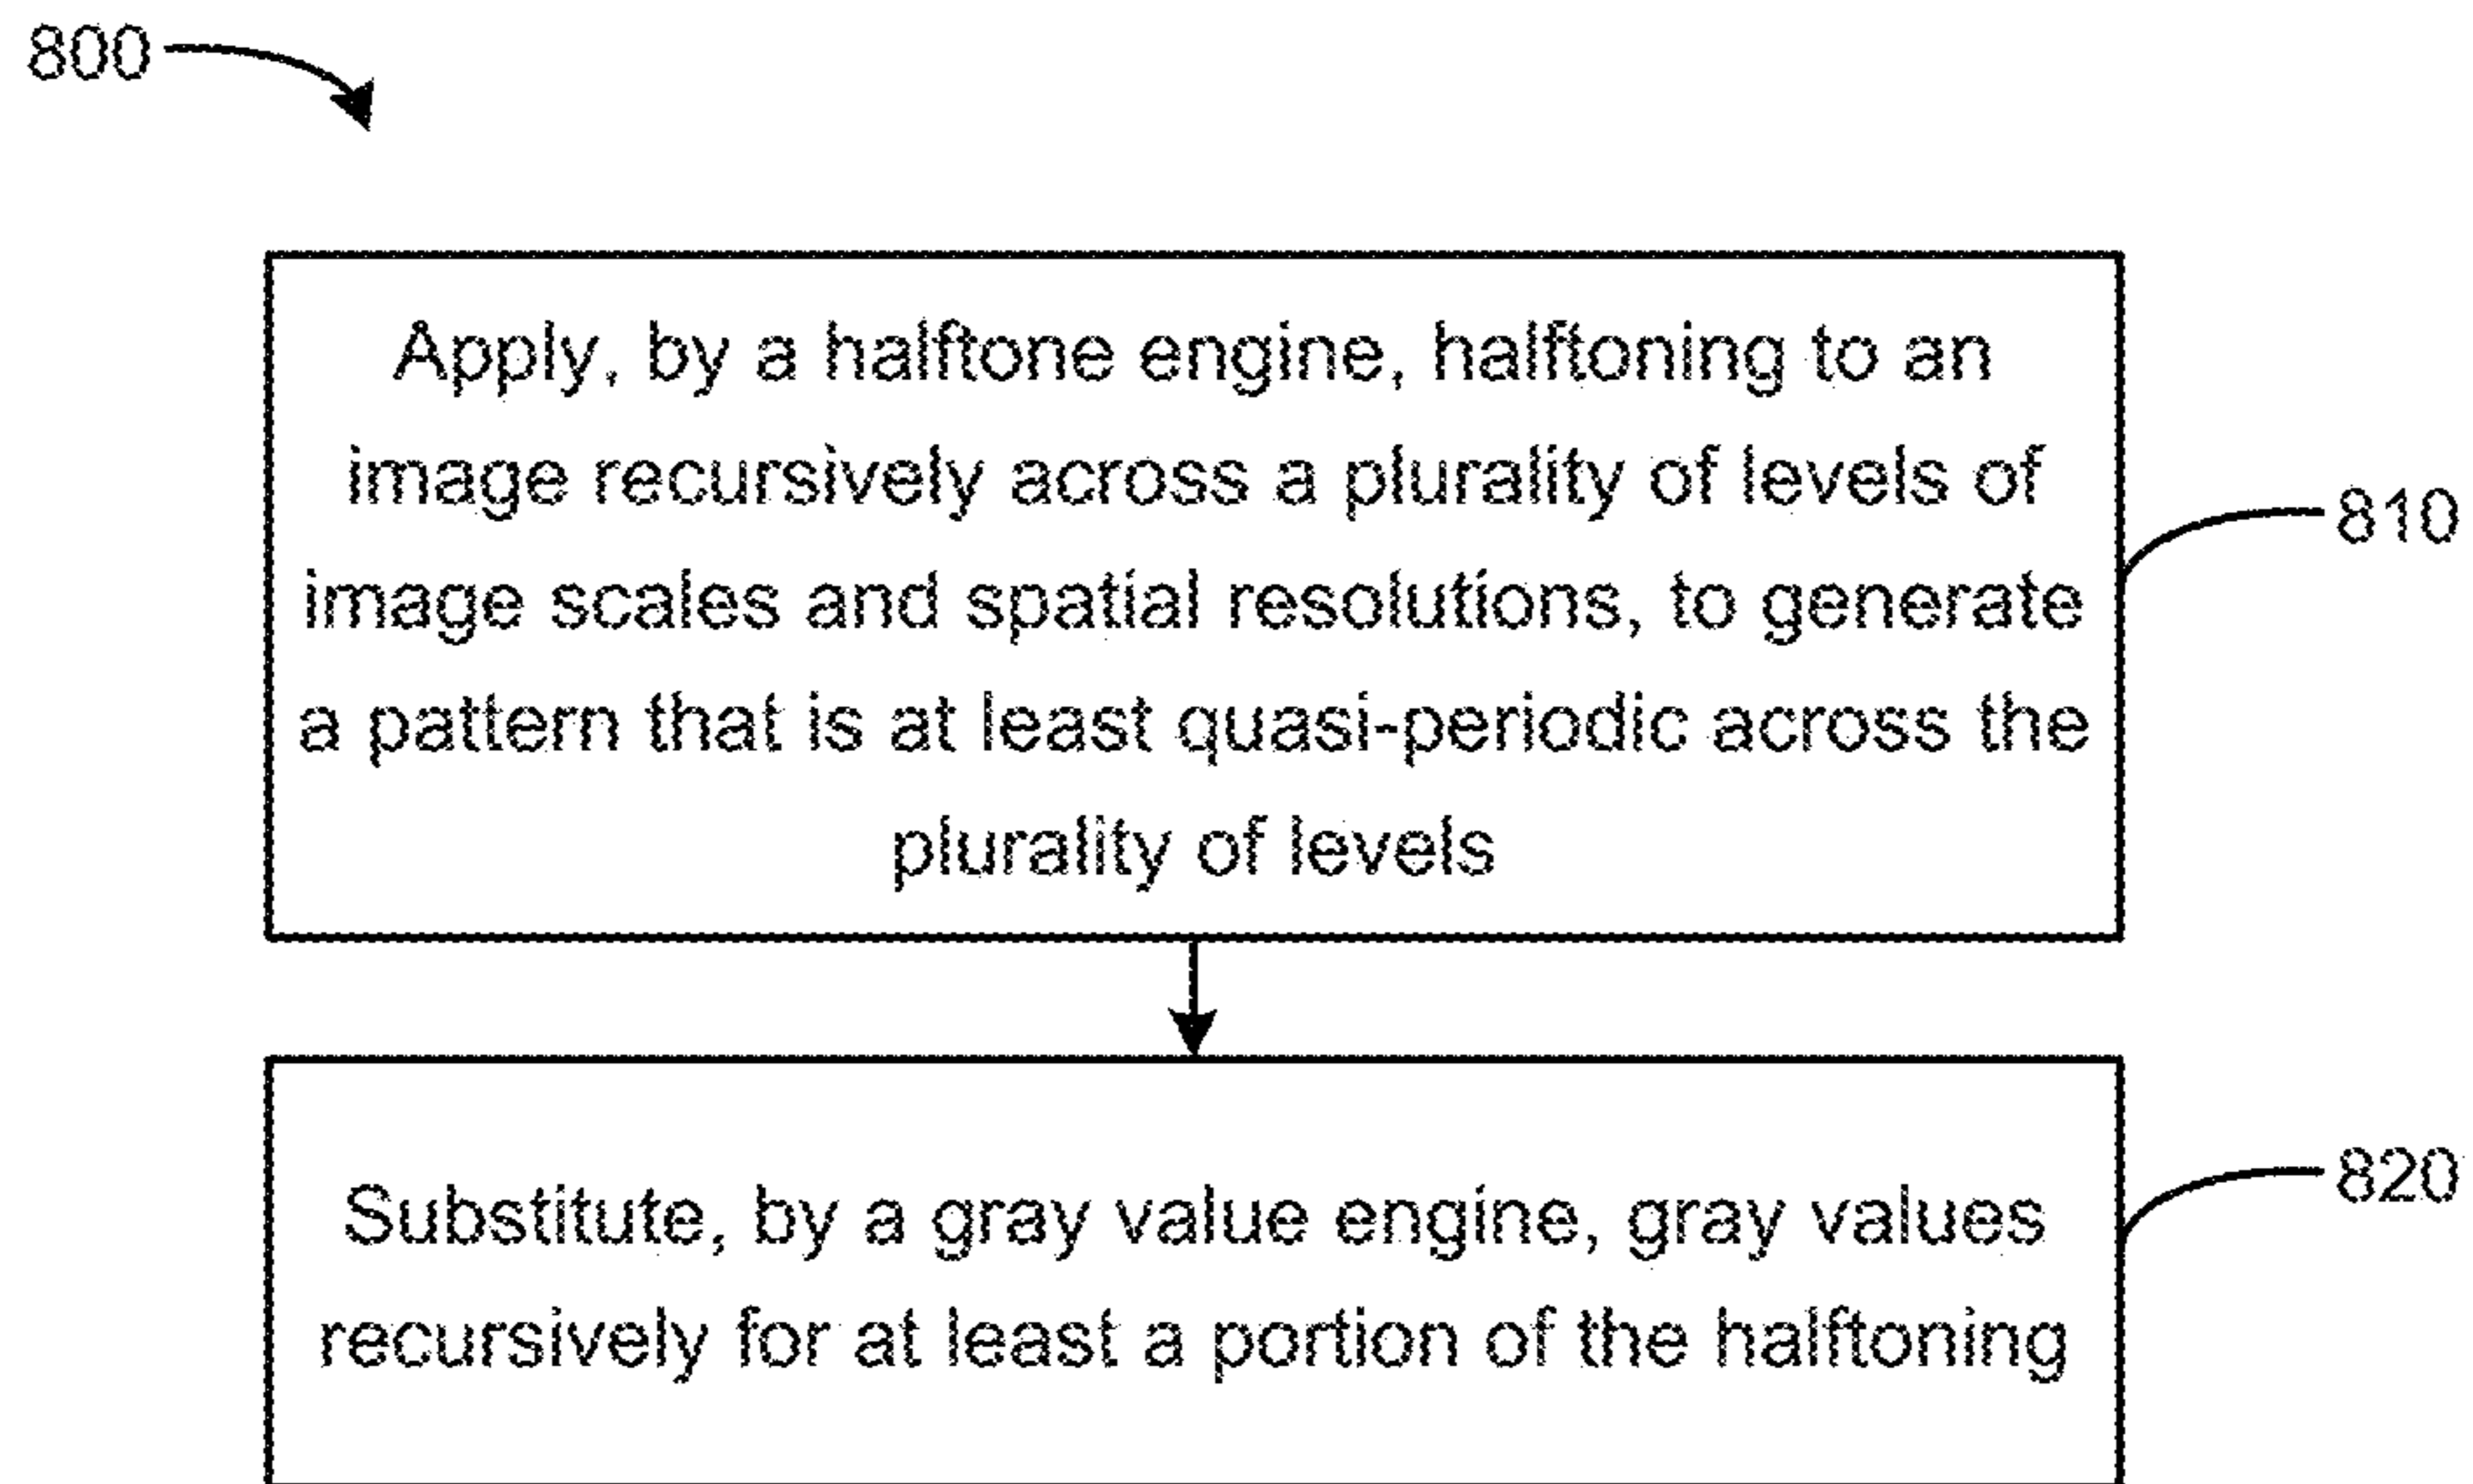 800
Apply, by a halftone engine, halftoning to an
image recursively across a plurality of levels of
image scales and spatial resolutions, to generate
a pattern that is at least quasi-periodic across the
plurality of levels
810
Substitute, by a gray value engine, gray values
recursively for at least a portion of the halftoning
820